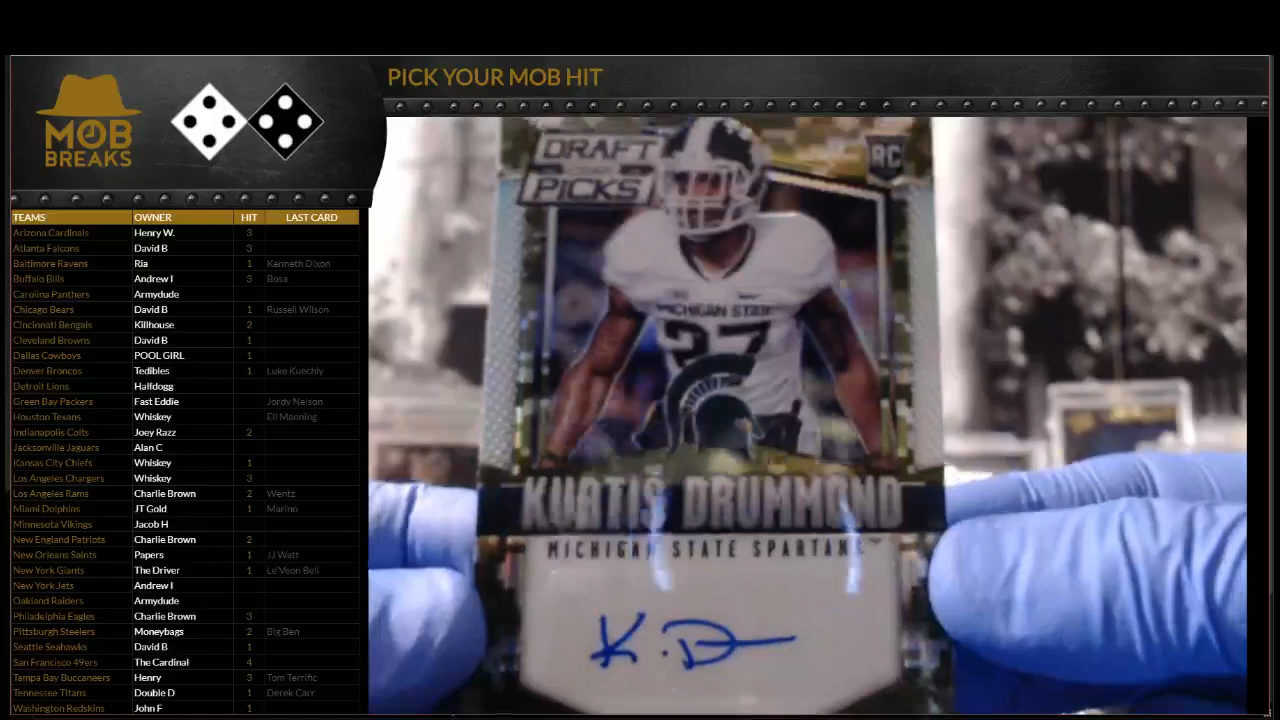 PICK YOUR MOB HIT
MOB
BREAKS
TEAMS OWNER HIT LAST CARD
Arizona Cardinals Henry W. 3
Atlanta Falcons David B 3
Baltimore Ravens Ria 1 Kenneth Dixon
Buffalo Bills Andrew I 3 Bosa
Carolina Panthers Armydude
Chicago Bears David B 1 Russell Wilson
Cincinnati Bengals Killhouse 2
Cleveland Browns David B 1
Dallas Cowboys POOL GIRL 1
Denver Broncos Tedibles 1 Luke Kuechly
Detroit Lions Halfdogg
Green Bay Packers Fast Eddie Jordy Nelson
Houston Texans Whiskey Eli Manning
Indianapolis Colts Joey Razz 2
Jacksonville Jaguars Alan C
Kansas City Chiefs Whiskey 1
Los Angeles Chargers Whiskey 3
Los Angeles Rams Charlie Brown 2 Wentz
Miami Dolphins JT Gold 1 Marino
Minnesota Vikings Jacob H
New England Patriots Charlie Brown 2
New Orleans Saints Papers 1 JJ Watt
New York Giants The Driver 1 Le'Veon Bell
New York Jets Andrew I
Oakland Raiders Armydude
Philadelphia Eagles Charlie Brown 3
Pittsburgh Steelers Moneybags 2 Big Ben
Seattle Seahawks David B 1
San Francisco 49ers The Cardinal 4
Tampa Bay Buccaneers Henry 3 Tom Terrific
Tennessee Titans Double D 1 Derek Carr
Washington Redskins John F 1
DRAFT
PICKS
RC
MICHIGAN STATE
27
KURTIS DRUMMOND
MICHIGAN STATE SPARTANS
K.D